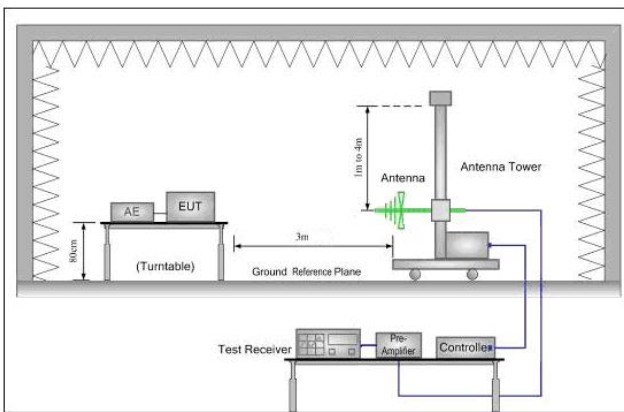 1m to 4m
Antenna
Antenna Tower
AE
EUT
80cm
(Turntable)
3m
Ground Reference Plane
Test Receiver
Pre-
Amplifier
Controller